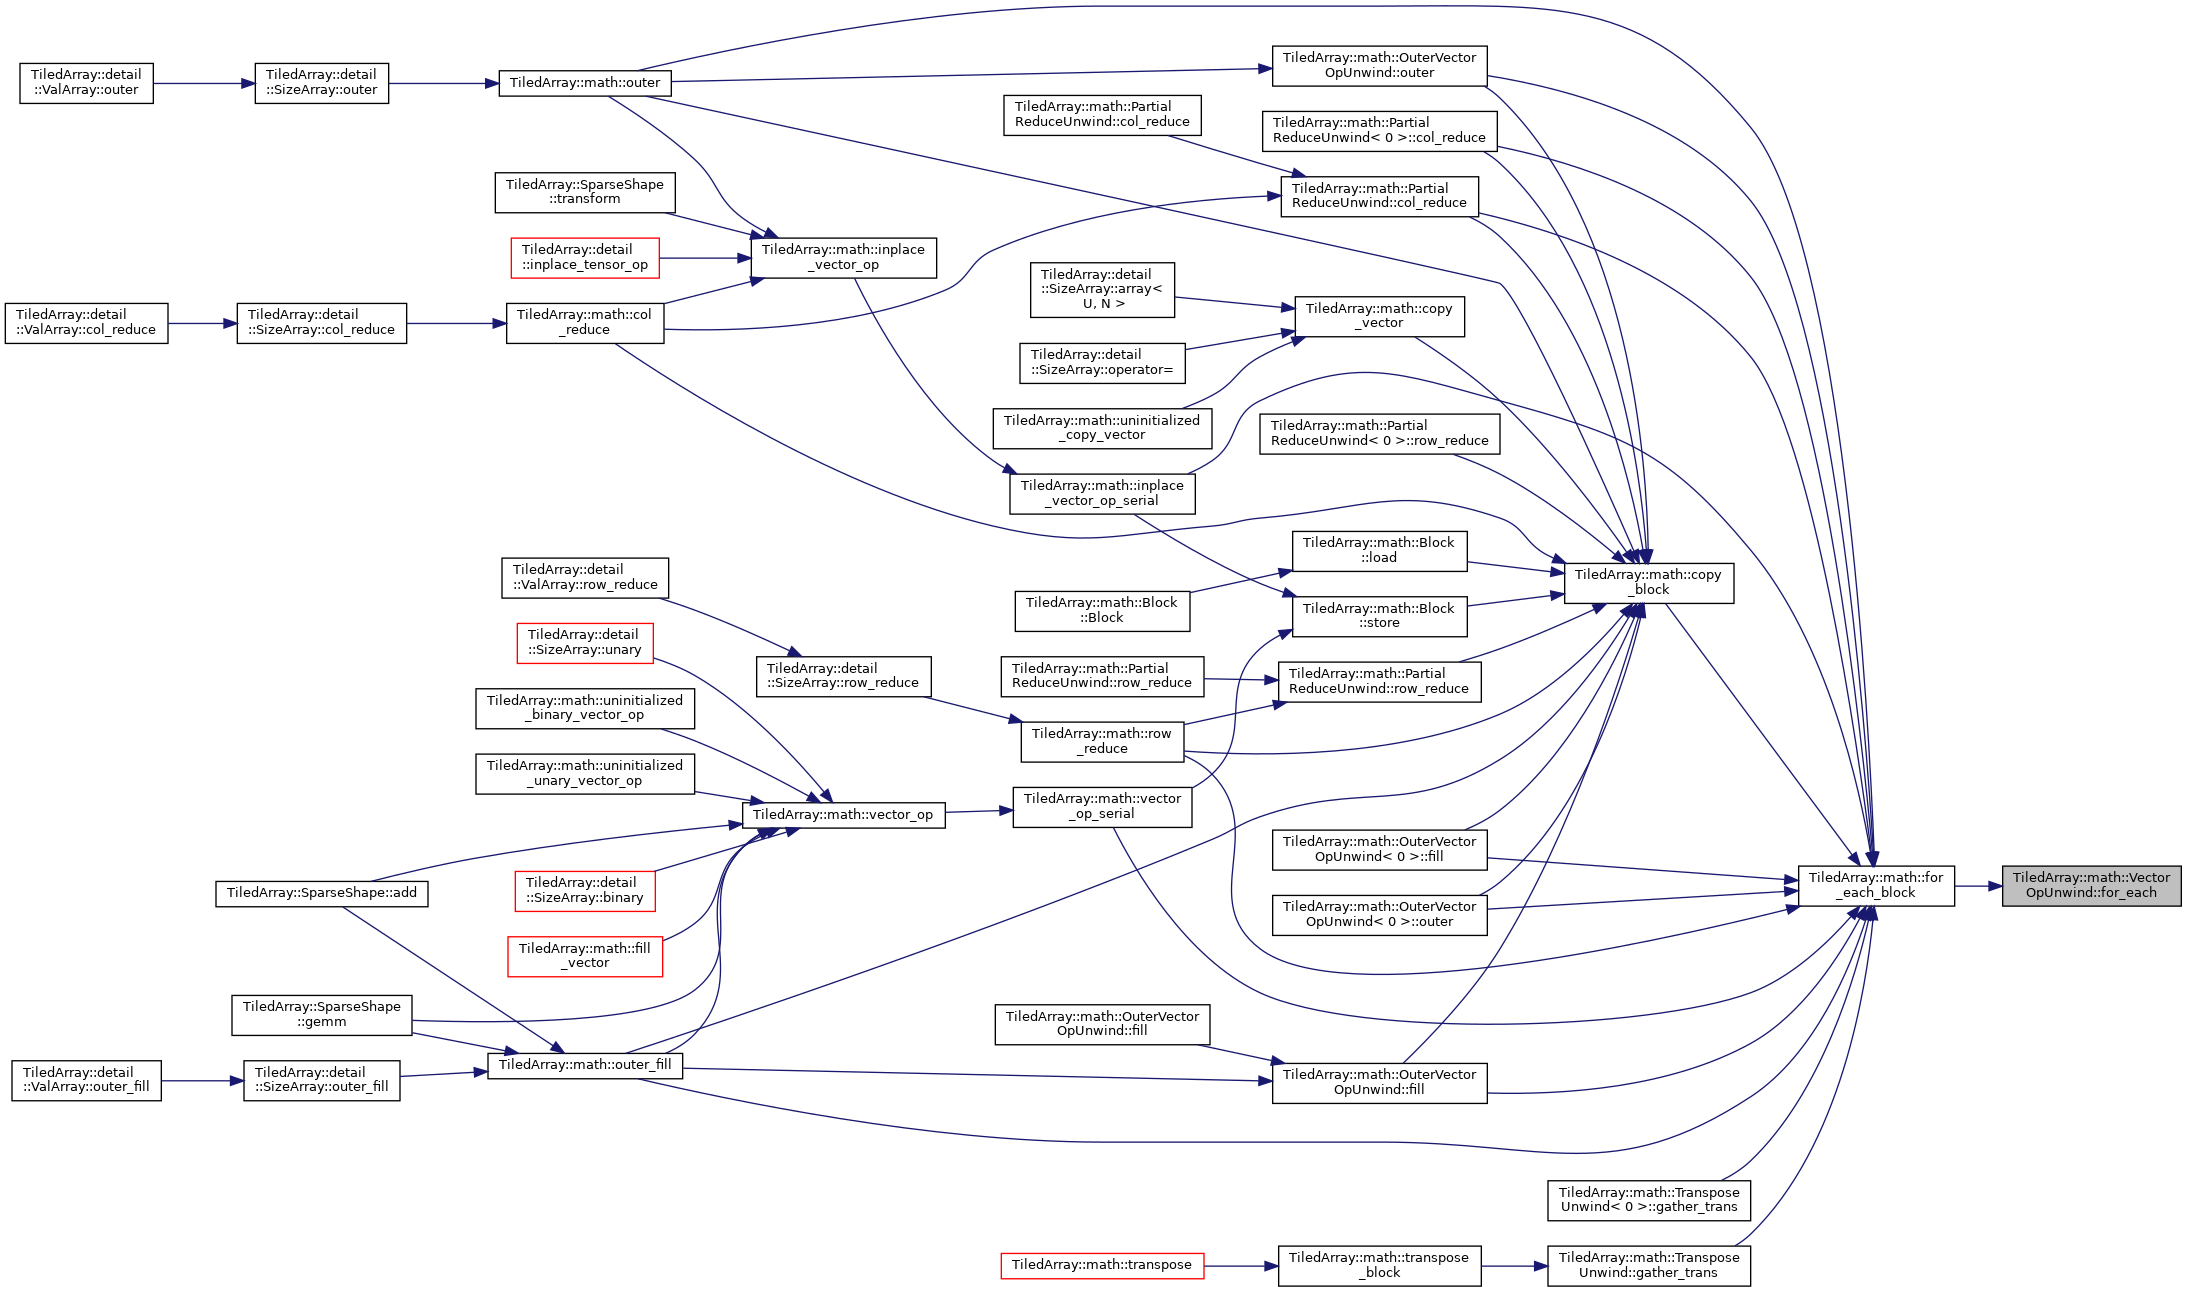 TiledArray::detail
::ValArray::outer
TiledArray::detail
::SizeArray::outer
TiledArray::math::outer
TiledArray::math::OuterVector
OpUnwind::outer
TiledArray::math::Partial
ReduceUnwind::col_reduce
TiledArray::math::Partial
ReduceUnwind< 0 >::col_reduce
TiledArray::SparseShape
::transform
TiledArray::math::Partial
ReduceUnwind::col_reduce
TiledArray::detail
::inplace_tensor_op
TiledArray::math::inplace
_vector_op
TiledArray::detail
::SizeArray::array<
U, N >
TiledArray::detail
::ValArray::col_reduce
TiledArray::detail
::SizeArray::col_reduce
TiledArray::math::col
_reduce
TiledArray::math::copy
_vector
TiledArray::detail
::SizeArray::operator=
TiledArray::math::uninitialized
_copy_vector
TiledArray::math::Partial
ReduceUnwind< 0 >::row_reduce
TiledArray::math::inplace
_vector_op_serial
TiledArray::math::Block
::load
TiledArray::detail
::ValArray::row_reduce
TiledArray::math::copy
_block
TiledArray::math::Block
::Block
TiledArray::math::Block
::store
TiledArray::detail
::SizeArray::unary
TiledArray::detail
::SizeArray::row_reduce
TiledArray::math::Partial
ReduceUnwind::row_reduce
TiledArray::math::Partial
ReduceUnwind::row_reduce
TiledArray::math::uninitialized
_binary_vector_op
TiledArray::math::row
_reduce
TiledArray::math::uninitialized
_unary_vector_op
TiledArray::math::vector_op
TiledArray::math::vector
_op_serial
TiledArray::math::OuterVector
OpUnwind< 0 >::fill
TiledArray::SparseShape::add
TiledArray::detail
::SizeArray::binary
TiledArray::math::OuterVector
OpUnwind< 0 >::outer
TiledArray::math::for
_each_block
TiledArray::math::Vector
OpUnwind::for_each
TiledArray::math::fill
_vector
TiledArray::SparseShape
::gemm
TiledArray::math::OuterVector
OpUnwind::fill
TiledArray::detail
::ValArray::outer_fill
TiledArray::detail
::SizeArray::outer_fill
TiledArray::math::outer_fill
TiledArray::math::OuterVector
OpUnwind::fill
TiledArray::math::Transpose
Unwind< 0 >::gather_trans
TiledArray::math::transpose
TiledArray::math::transpose
_block
TiledArray::math::Transpose
Unwind::gather_trans